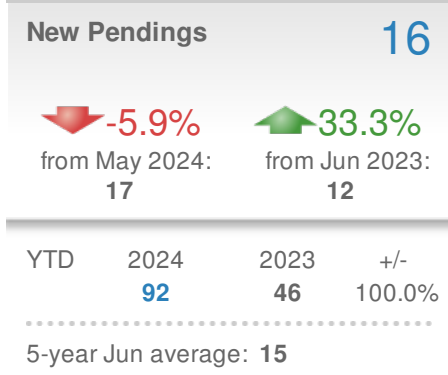 New Pendings 16
-5.9% 33.3%
from May 2024: from Jun 2023:
17 12
YTD 2024 2023 +/-
92 46 100.0%
5-year Jun average: 15